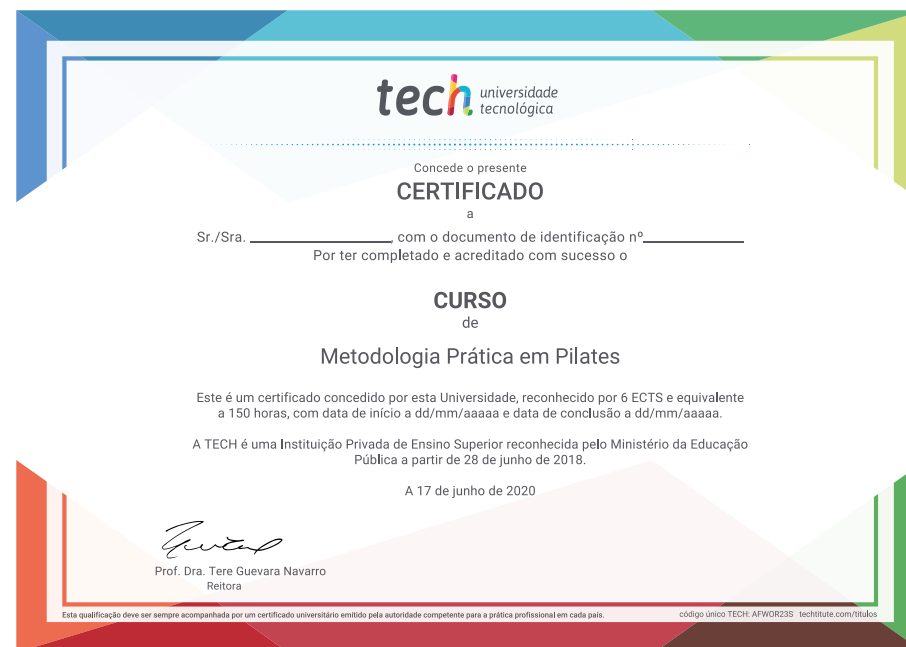 tech universidade
tecnológica
Concede o presente
CERTIFICADO
a
Sr./Sra. ____________________, com o documento de identificação nº______________
Por ter completado e acreditado com sucesso o
CURSO
de
Metodologia Prática em Pilates
Este é um certificado concedido por esta Universidade, reconhecido por 6 ECTS e equivalente
a 150 horas, com data de início a dd/mm/aaaaa e data de conclusão a dd/mm/aaaaa.
A TECH é uma Instituição Privada de Ensino Superior reconhecida pelo Ministério da Educação
Pública a partir de 28 de junho de 2018.
A 17 de junho de 2020
Prof. Dra. Tere Guevara Navarro
Reitora
Esta qualificação deve ser sempre acompanhada por um certificado universitário emitido pela autoridade competente para a prática profissional em cada país.
código único TECH: AFWOR23S techtitute.com/titulos